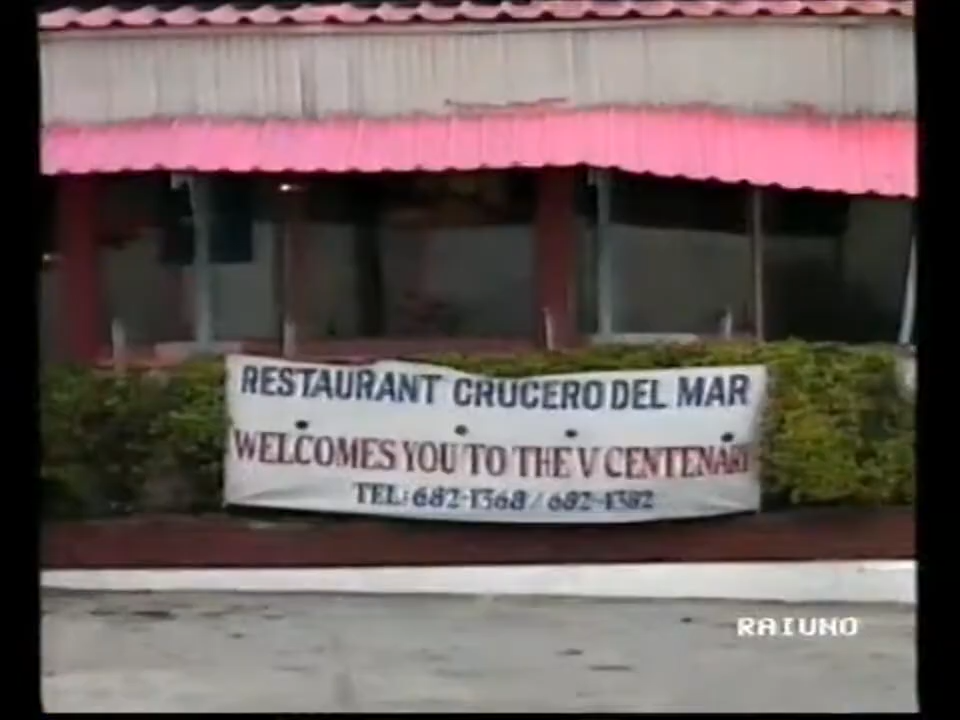 RESTAURANT CRUCERO DEL MAR
WELCOMES YOU TO THE V CENTENARY
TEL: 682-1368 / 682-1382
RAIUNO